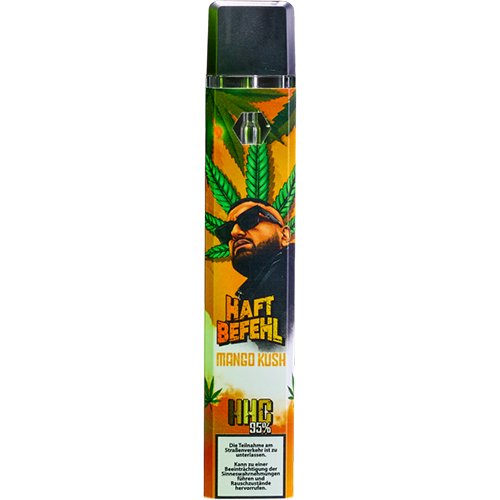 HAFT
BEFEHL
MANGO KUSH
HHC
95%
Die Teilnahme am
Straßenverkehr ist zu
unterlassen.
Kann zu einer
Beeinträchtigung der
Sinneswahrnehmungen
führen und
Rauschzustände
hervorrufen.